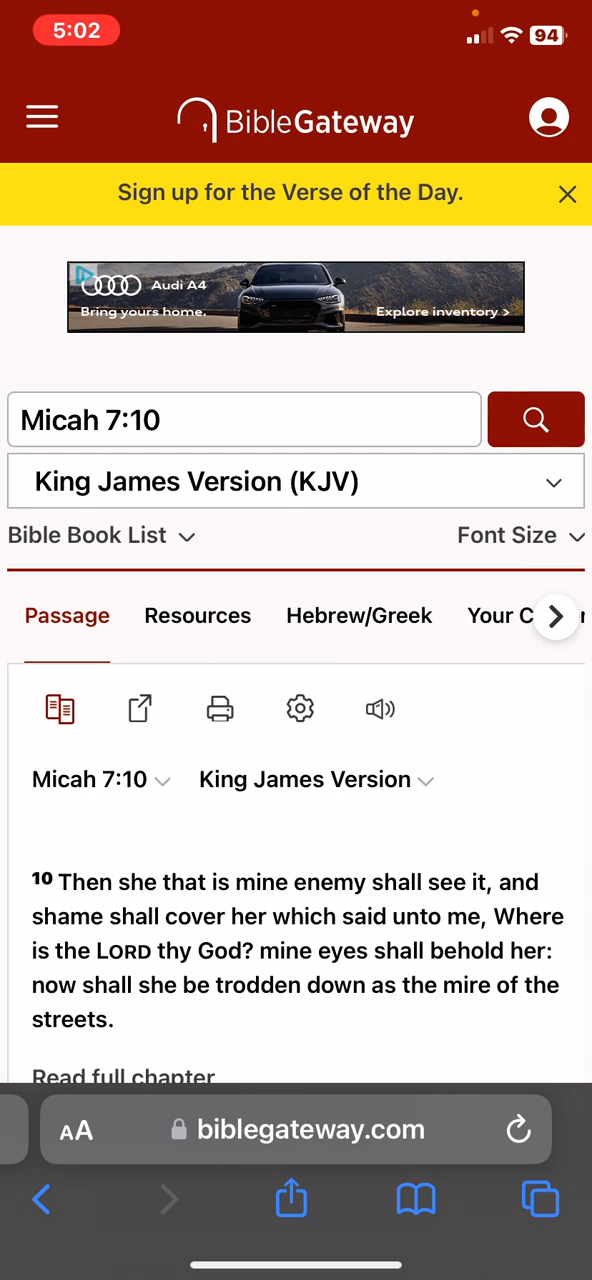 5:02
94
BibleGateway
Sign up for the Verse of the Day.
Audi A4
Bring yours home.
Explore inventory >
Micah 7:10
King James Version (KJV)
Bible Book List
Font Size
Passage Resources Hebrew/Greek Your C
Micah 7:10 King James Version
10 Then she that is mine enemy shall see it, and
shame shall cover her which said unto me, Where
is the LORD thy God? mine eyes shall behold her:
now shall she be trodden down as the mire of the
streets.
Read full chapter
AA biblegateway.com